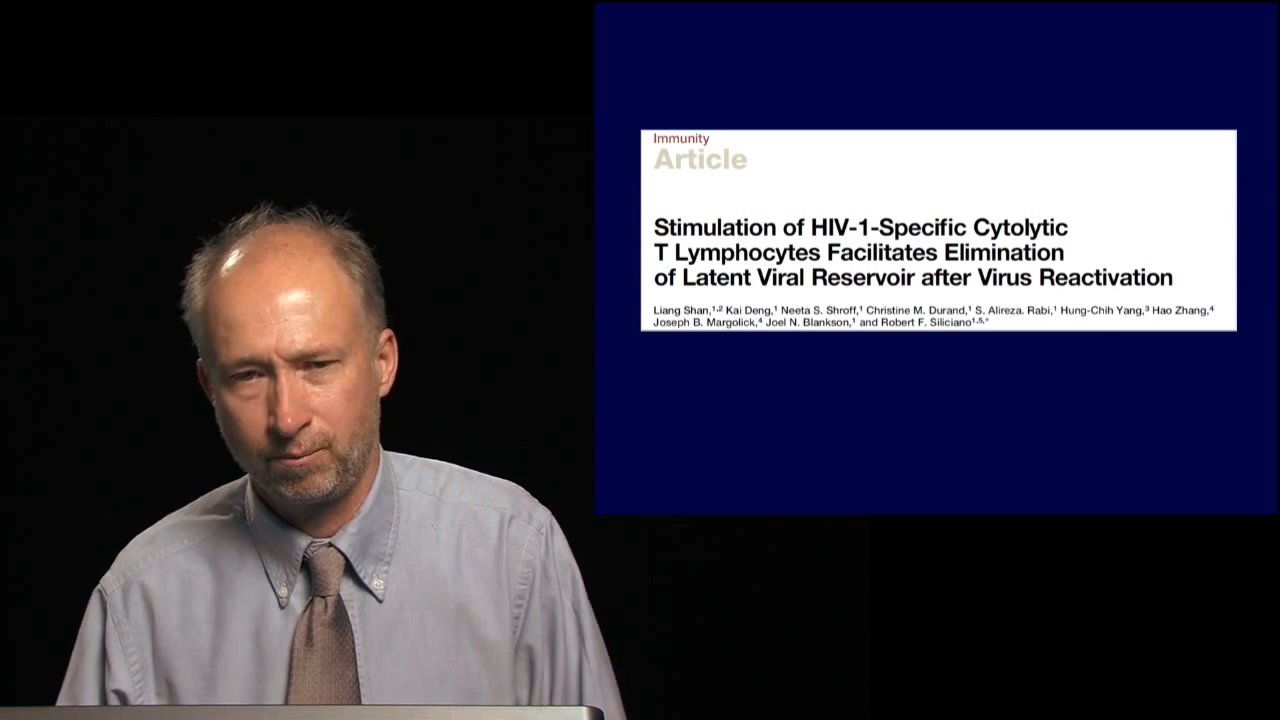 Immunity
Article
Stimulation of HIV-1-Specific Cytolytic
T Lymphocytes Facilitates Elimination
of Latent Viral Reservoir after Virus Reactivation
Liang Shan,1,2 Kai Deng,1 Neeta S. Shroff,1 Christine M. Durand,1 S. Alireza. Rabi,1 Hung-Chih Yang,3 Hao Zhang,4
Joseph B. Margolick,4 Joel N. Blankson,1 and Robert F. Siliciano1,5,*